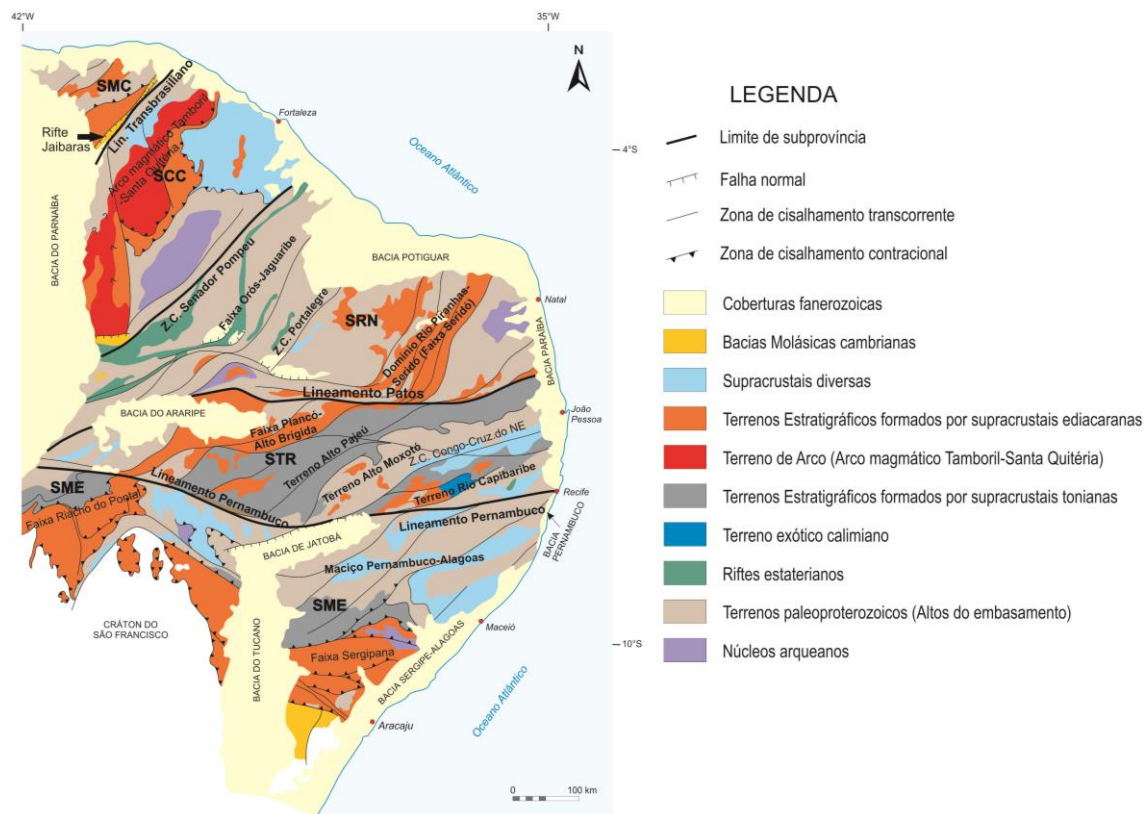 42°W
35°W
N
SMC
Lin. Transbrasiliano
Rifte
Jaibaras
Arco magmático Tamboril
-Santa Quitéria
SCC
Fortaleza
Oceano Atlântico
4°S
BACIA DO PARNAÍBA
Z.C. Senador Pompeu
Faixa Orós-Jaguaribe
Z.C. Portalegre
BACIA POTIGUAR
SRN
Domínio Rio Piranhas-
Seridó (Faixa Seridó)
Natal
BACIA PARAÍBA
Lineamento Patos
João
Pessoa
BACIA DO ARARIPE
Faixa Piancó-
Alto Brígida
STR
Terreno Alto Pajeú
Terreno Alto Moxotó
Z.C. Congo-Cruz do NE
Terreno Rio Capibaribe
Recife
SME
Faixa Riacho do Pontal
Lineamento Pernambuco
Lineamento Pernambuco
BACIA
PERNAMBUCO
BACIA DE JATOBÁ
Maciço Pernambuco-Alagoas
SME
CRÁTON DO
SÃO FRANCISCO
BACIA DO TUCANO
Faixa Sergipana
Maceió
BACIA SERGIPE-ALAGOAS
10°S
Oceano Atlântico
Aracaju
0 100 km
LEGENDA
Limite de subprovíncia
Falha normal
Zona de cisalhamento transcorrente
Zona de cisalhamento contracional
Coberturas fanerozoicas
Bacias Molásicas cambrianas
Supracrustais diversas
Terrenos Estratigráficos formados por supracrustais ediacaranas
Terreno de Arco (Arco magmático Tamboril-Santa Quitéria)
Terrenos Estratigráficos formados por supracrustais tonianas
Terreno exótico calimiano
Riftes estaterianos
Terrenos paleoproterozoicos (Altos do embasamento)
Núcleos arqueanos